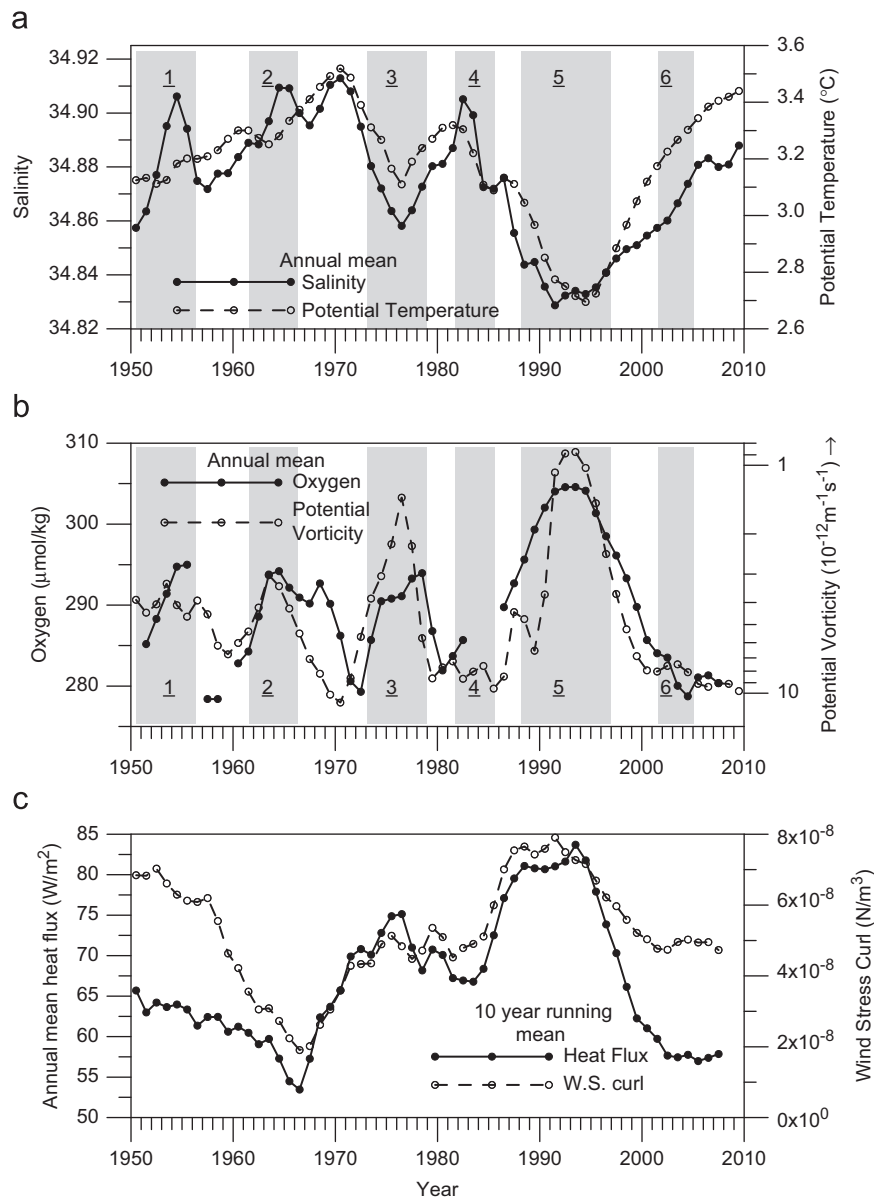 a
34.92
34.90
34.88
34.86
34.84
34.82
Salinity
1
2
3
4
5
6
Annual mean
Salinity
Potential Temperature
3.6
3.4
3.2
3.0
2.8
2.6
Potential Temperature (°C)
1950 1960 1970 1980 1990 2000 2010
b
310
300
290
280
Oxygen (μmol/kg)
Annual mean
Oxygen
Potential
Vorticity
1
2
3
4
5
6
1
10
Potential Vorticity (10⁻¹²m⁻¹s⁻¹) →
1950 1960 1970 1980 1990 2000 2010
c
85
80
75
70
65
60
55
50
Annual mean heat flux (W/m²)
10 year running
mean
Heat Flux
W.S. curl
8x10⁻⁸
6x10⁻⁸
4x10⁻⁸
2x10⁻⁸
0x10⁰
Wind Stress Curl (N/m³)
1950 1960 1970 1980 1990 2000 2010
Year